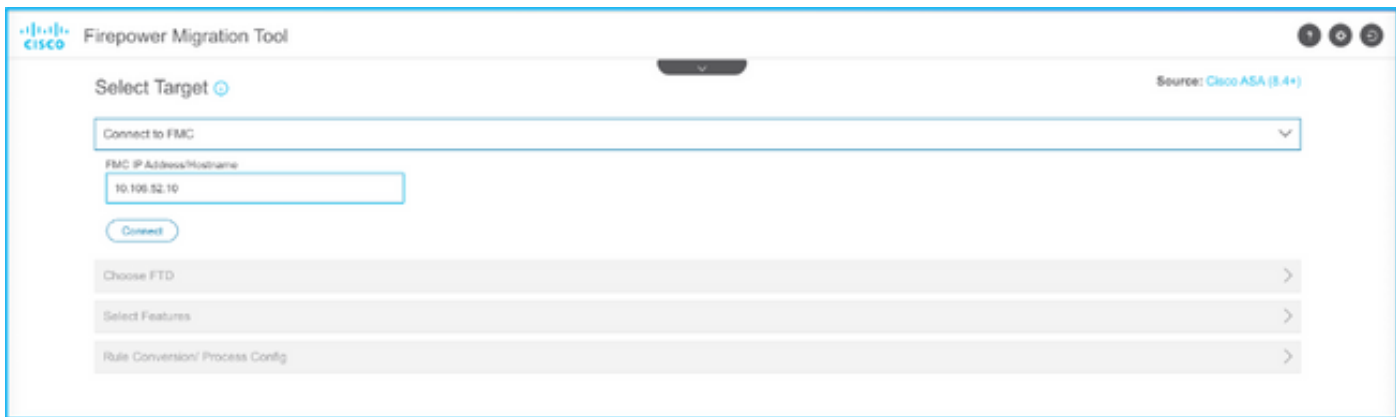 CISCO Firepower Migration Tool
Select Target
Source: Cisco ASA (8.4+)
Connect to FMC
FMC IP Address/Hostname
10.106.52.10
Connect
Choose FTD
Select Features
Rule Conversion/ Process Config